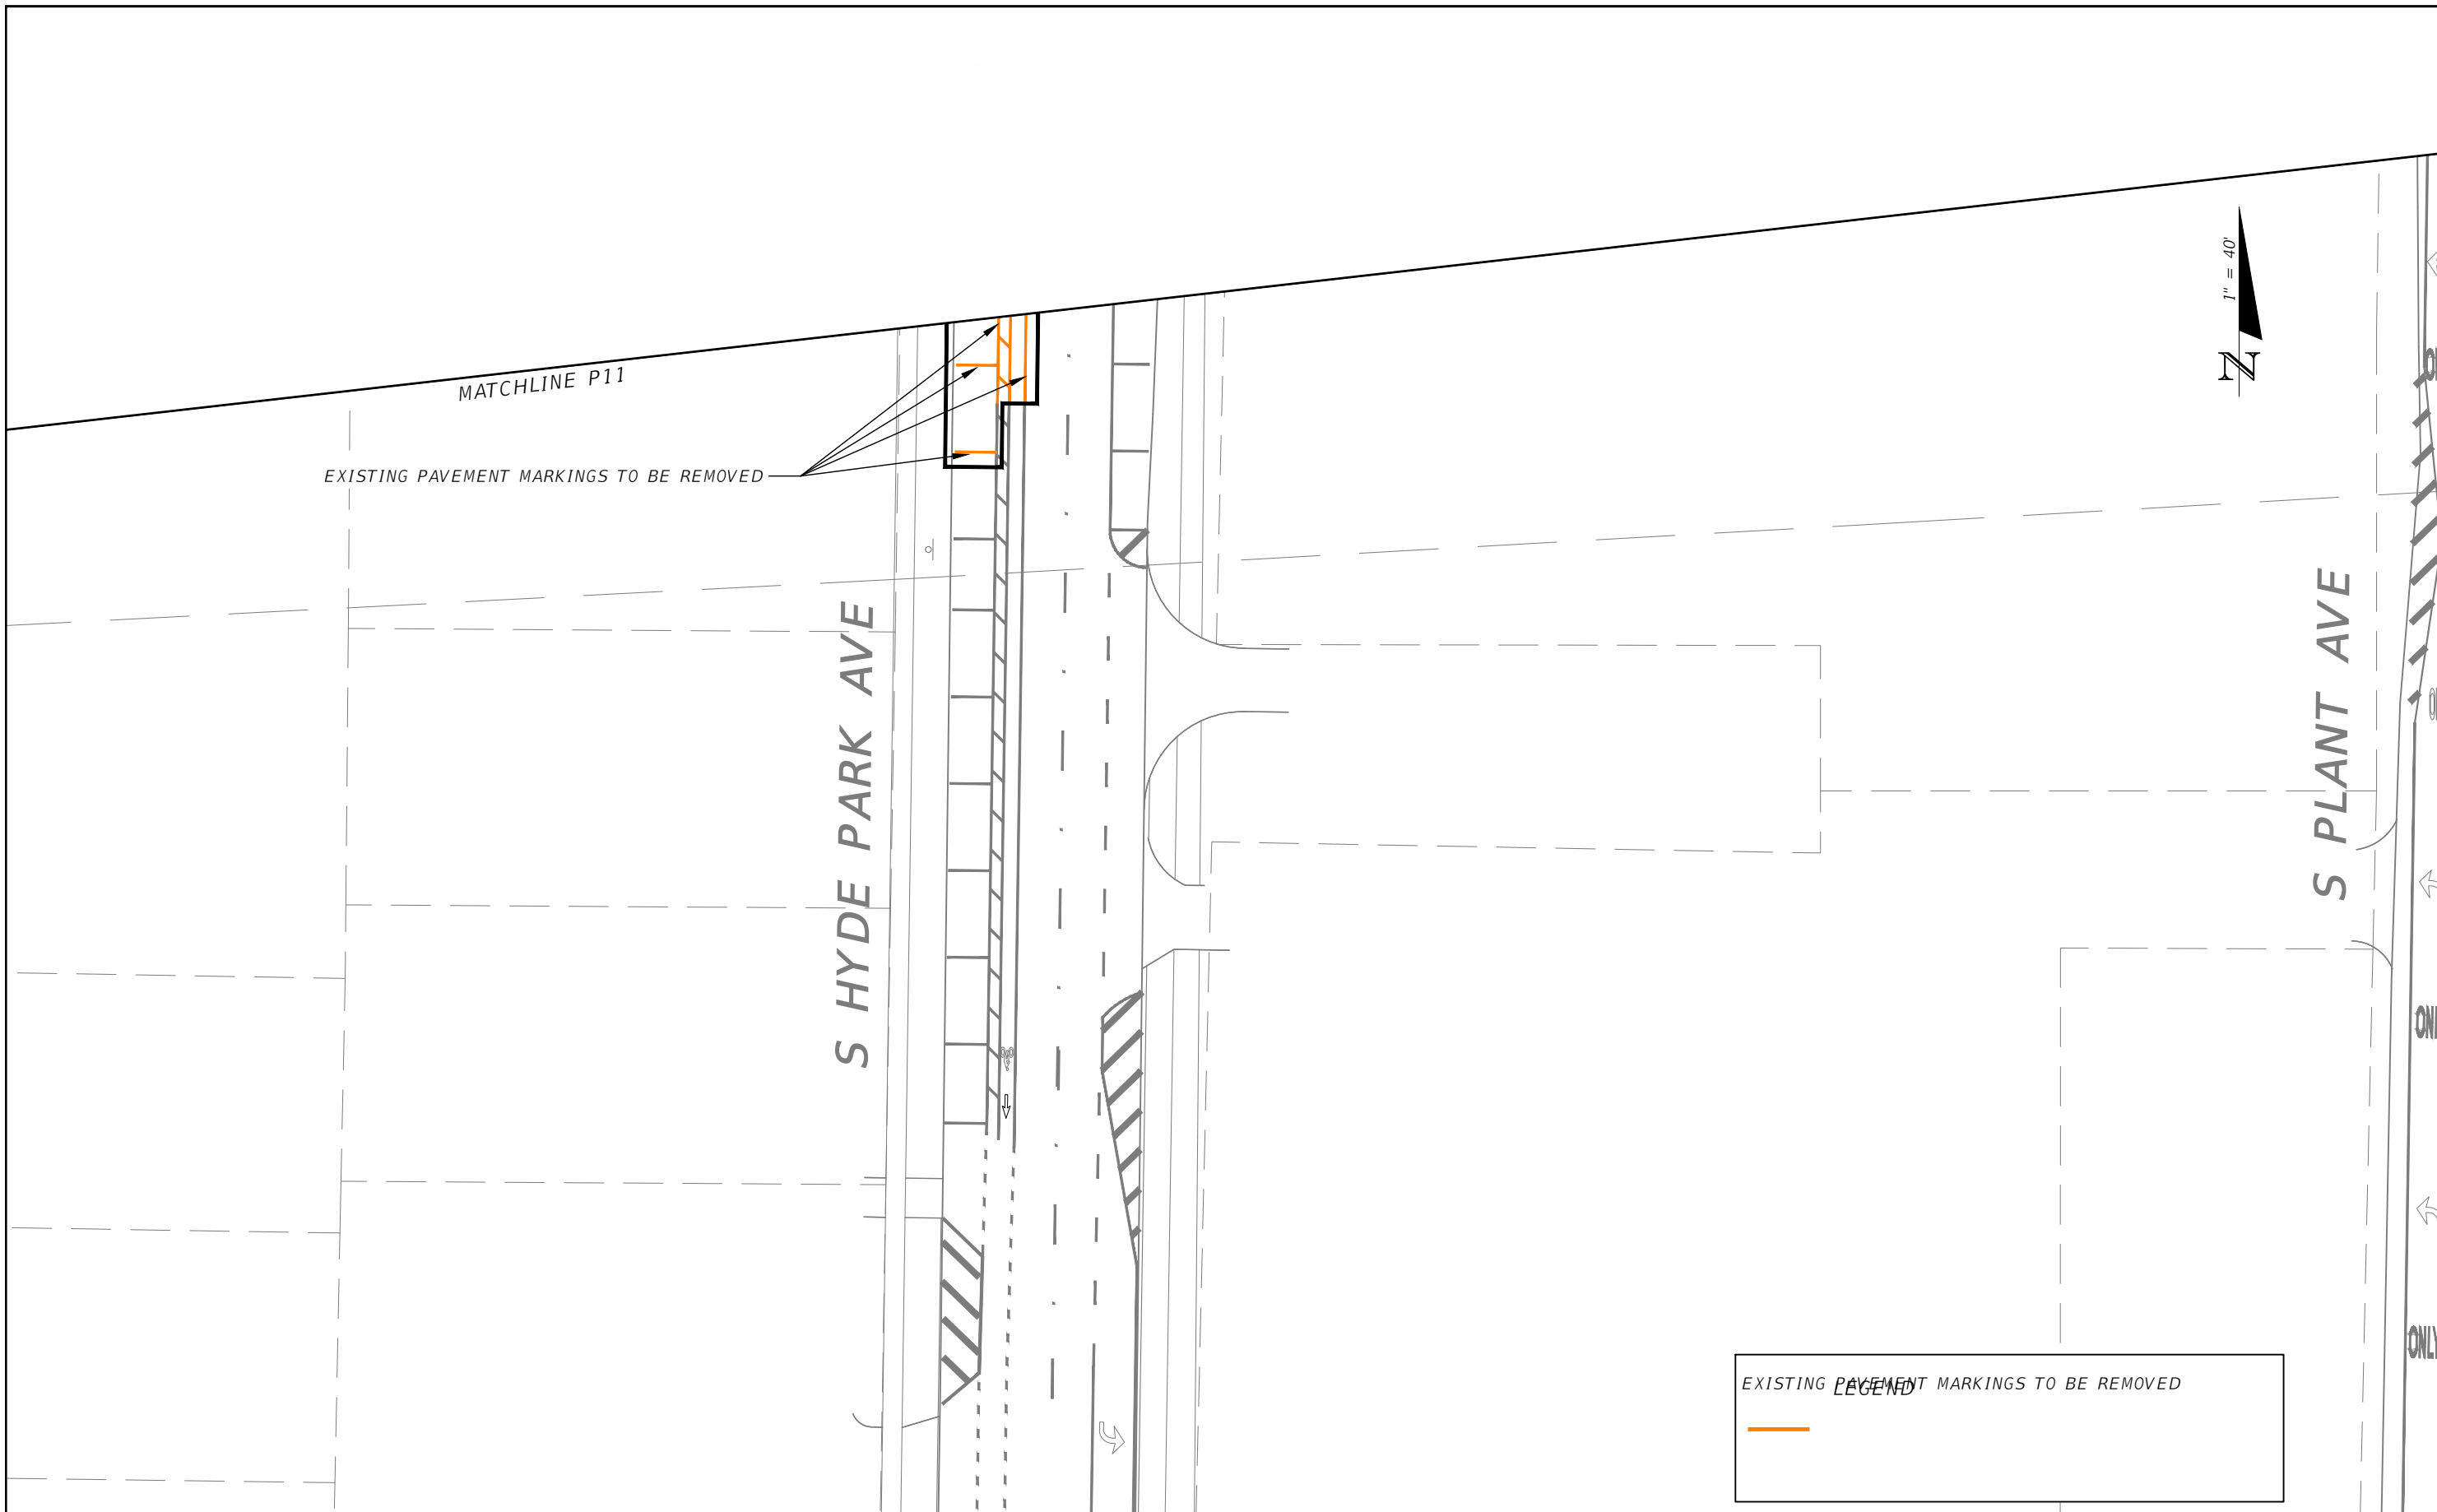 1" = 40'
N
MATCHLINE P11
EXISTING PAVEMENT MARKINGS TO BE REMOVED
S HYDE PARK AVE
S PLANT AVE
ONLY
LEGEND
EXISTING PAVEMENT MARKINGS TO BE REMOVED